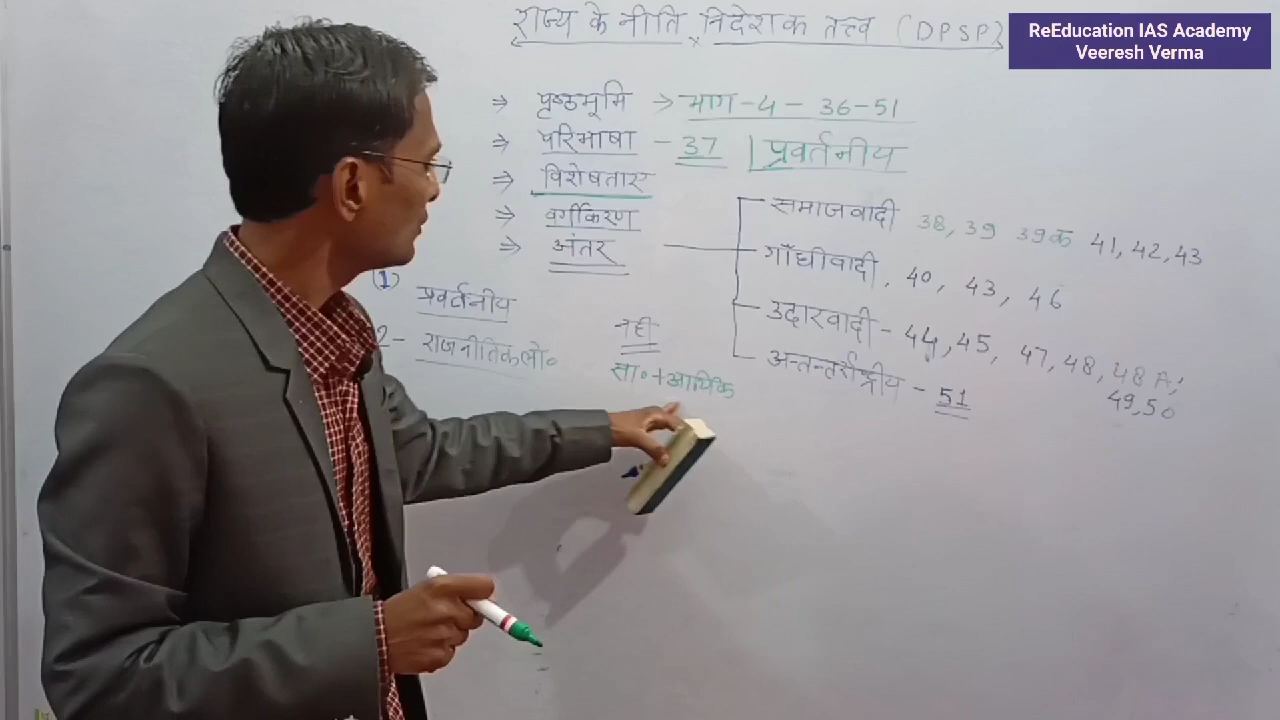 राज्य के नीति निदेशक तत्त्व (DPSP)
ReEducation IAS Academy
Veeresh Verma
⇒ पृष्ठभूमि → भाग - 4 - 36-51
⇒ परिभाषा - 37 | प्रवर्तनीय
⇒ विशेषताए
⇒ वर्गीकरण
⇒ अंतर
समाजवादी 38, 39 39क 41, 42, 43
गाँधीवादी, 40, 43, 46
उदारवादी - 44, 45, 47, 48, 48A,
49, 50
अन्तर्राष्ट्रीय - 51
(1) प्रवर्तनीय नही
2- राजनीतिकलो० सा० + आर्थिक